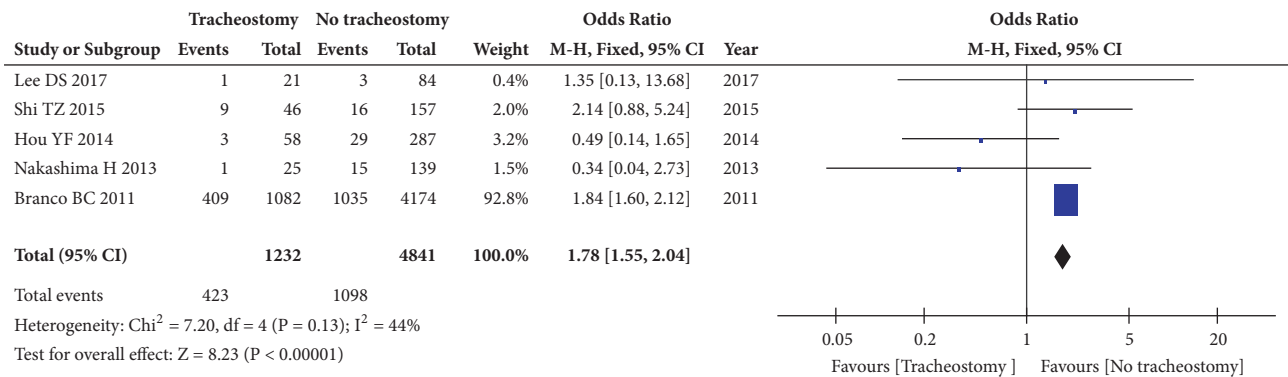 Tracheostomy No tracheostomy Odds Ratio Odds Ratio
Study or Subgroup Events Total Events Total Weight M-H, Fixed, 95% CI Year M-H, Fixed, 95% CI
Lee DS 2017 1 21 3 84 0.4% 1.35 [0.13, 13.68] 2017
Shi TZ 2015 9 46 16 157 2.0% 2.14 [0.88, 5.24] 2015
Hou YF 2014 3 58 29 287 3.2% 0.49 [0.14, 1.65] 2014
Nakashima H 2013 1 25 15 139 1.5% 0.34 [0.04, 2.73] 2013
Branco BC 2011 409 1082 1035 4174 92.8% 1.84 [1.60, 2.12] 2011
Total (95% CI) 1232 4841 100.0% 1.78 [1.55, 2.04]
Total events 423 1098
Heterogeneity: Chi² = 7.20, df = 4 (P = 0.13); I² = 44%
Test for overall effect: Z = 8.23 (P < 0.00001)
0.05 0.2 1 5 20
Favours [Tracheostomy ] Favours [No tracheostomy]